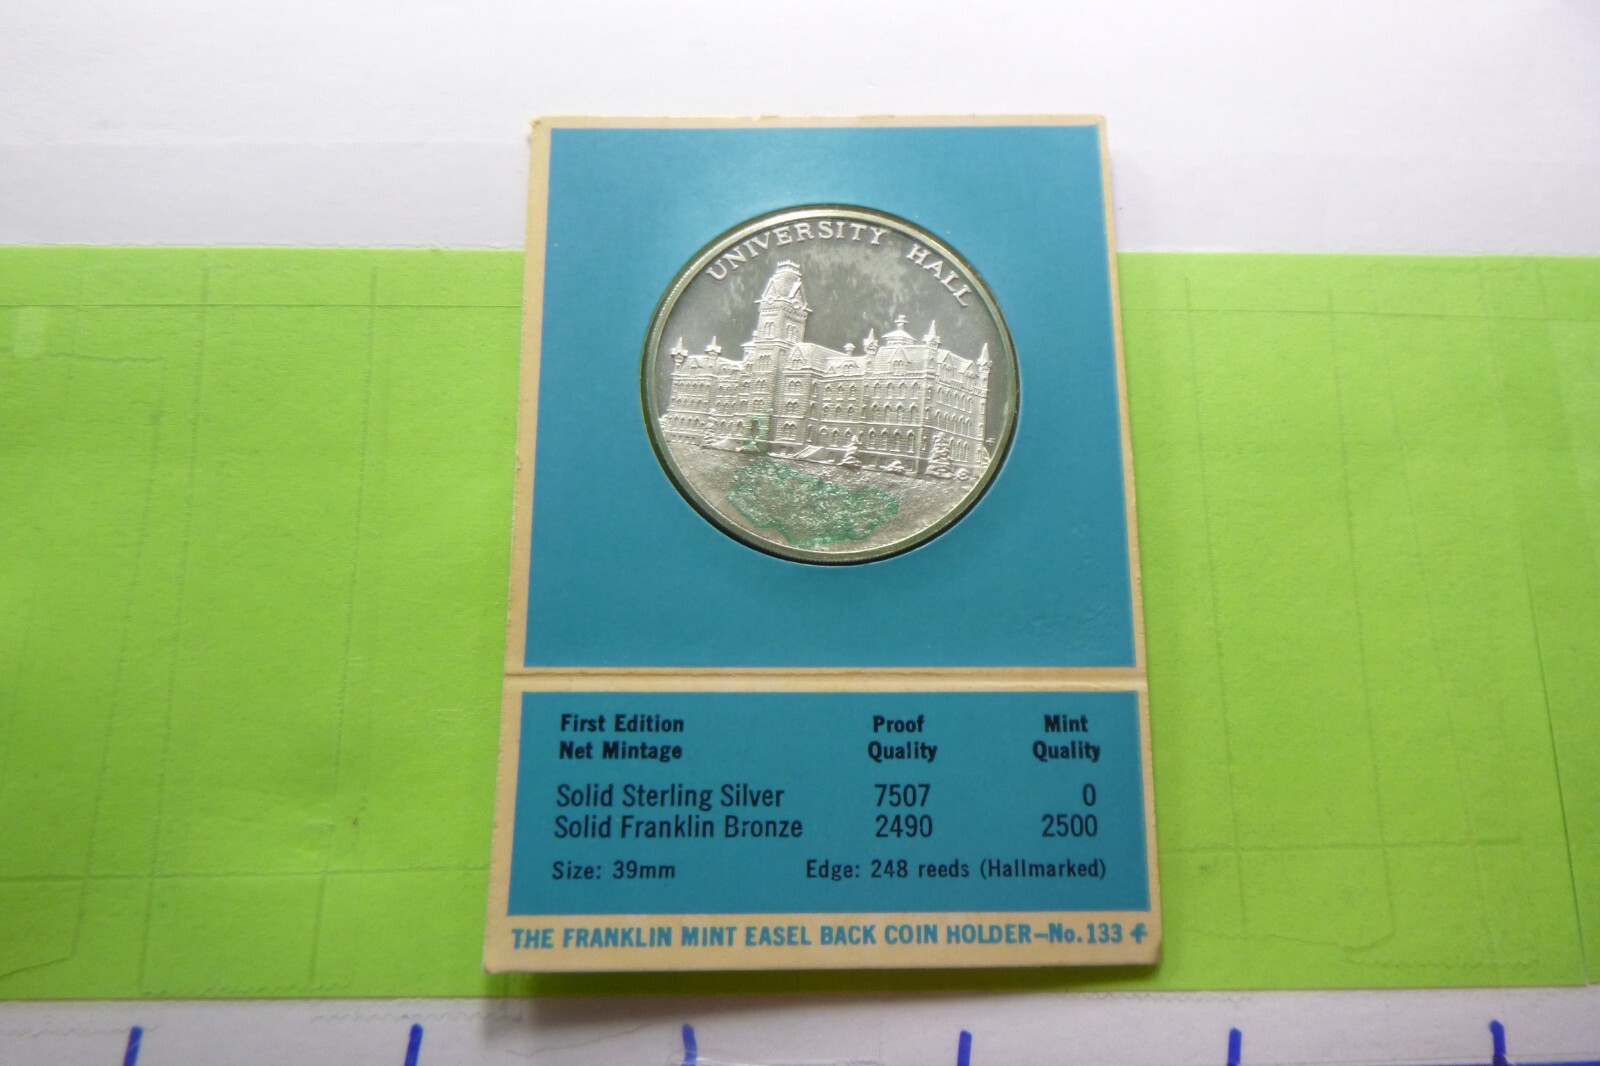 UNIVERSITY HALL
First Edition Net Mintage
Proof Quality
Mint Quality
Solid Sterling Silver 7507 0
Solid Franklin Bronze 2490 2500
Size: 39mm Edge: 248 reeds (Hallmarked)
THE FRANKLIN MINT EASEL BACK COIN HOLDER—No. 133